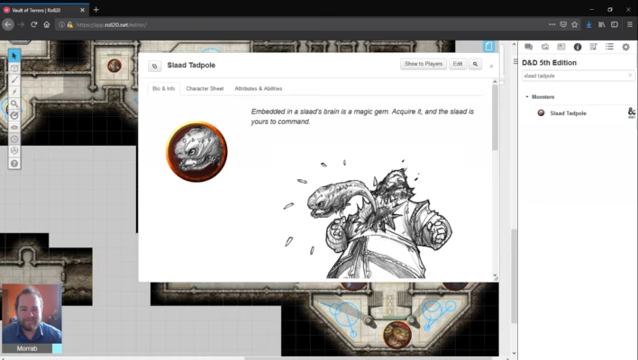 Vault of Terrors | Roll20
https://app.roll20.net/editor/
Slaad Tadpole
Show to Players
Edit
Bio & Info
Character Sheet
Attributes & Abilities
Embedded in a slaad's brain is a magic gem. Acquire it, and the slaad is
yours to command.
D&D 5th Edition
slaad tadpole
Monsters
Slaad Tadpole
Morrab